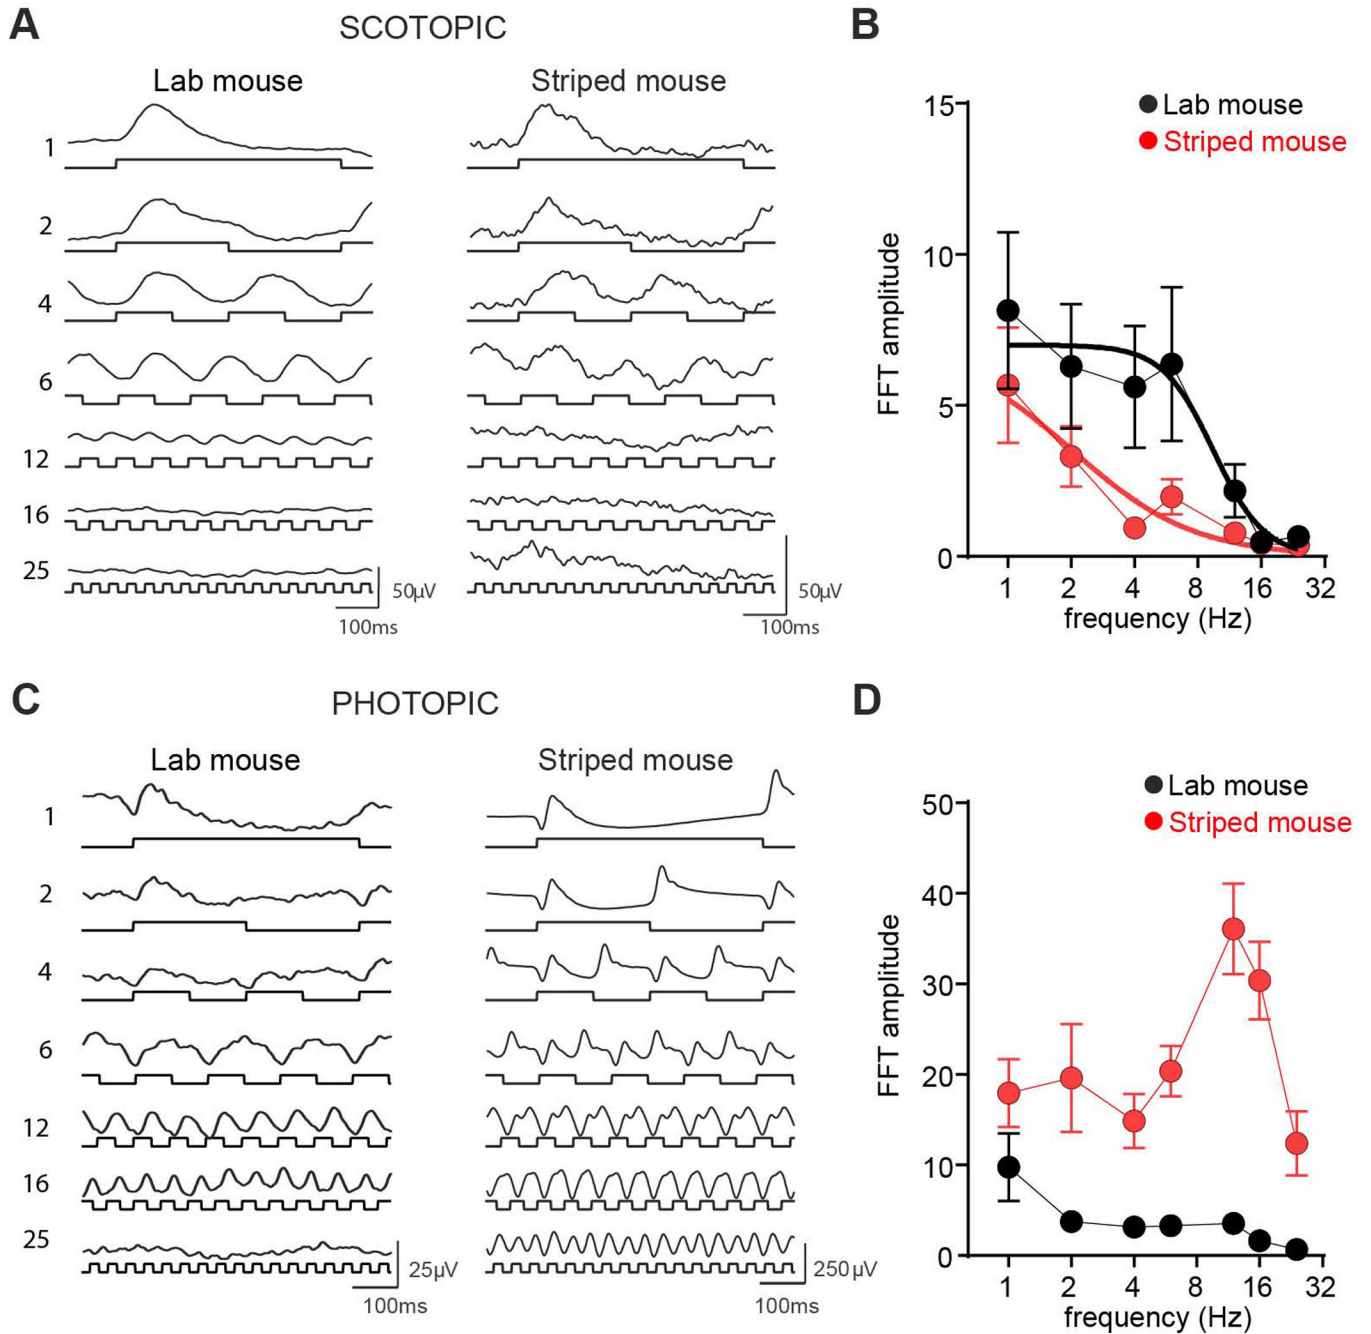 A
SCOTOPIC
Lab mouse
Striped mouse
1
2
4
6
12
16
25
50µV
100ms
50µV
100ms
B
Lab mouse
Striped mouse
15
10
5
0
FFT amplitude
1 2 4 8 16 32
frequency (Hz)
C
PHOTOPIC
Lab mouse
Striped mouse
1
2
4
6
12
16
25
25µV
100ms
250µV
100ms
D
Lab mouse
Striped mouse
50
40
30
20
10
0
FFT amplitude
1 2 4 8 16 32
frequency (Hz)